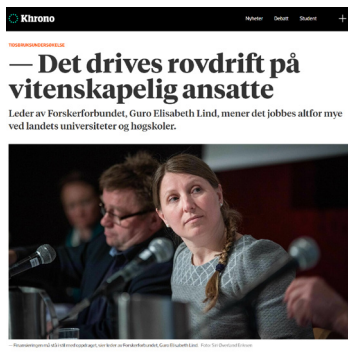 Khrono
Nyheter Debatt Student
TIDSBRUKSUNDERSØKELSE
— Det drives rovdrift på
vitenskapelig ansatte
Leder av Forskerforbundet, Guro Elisabeth Lind, mener det jobbes altfor mye
ved landets universiteter og høgskoler.